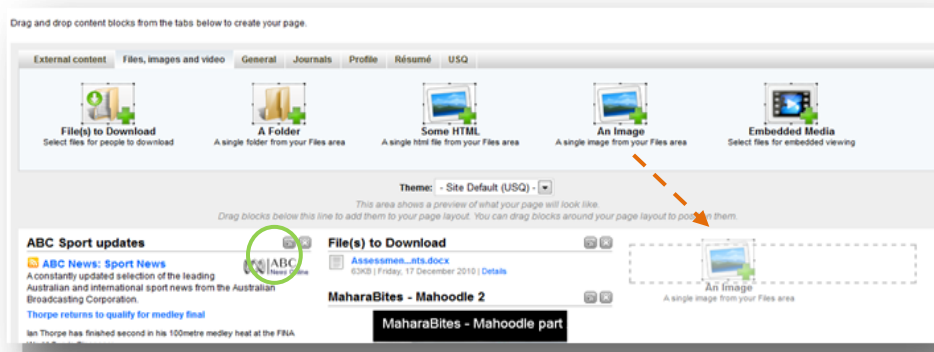 Drag and drop content blocks from the tabs below to create your page.
External content Files, images and video General Journals Profile Résumé USQ
File(s) to Download
Select files for people to download
A Folder
A single folder from your Files area
Some HTML
A single html file from your Files area
An Image
A single image from your Files area
Embedded Media
Select files for embedded viewing
Theme: - Site Default (USQ) -
This area shows a preview of what your page will look like.
Drag blocks below this line to add them to your page layout. You can drag blocks around your page layout to position them.
ABC Sport updates
ABC News: Sport News
ABC
News Online
A constantly updated selection of the leading
Australian and international sport news from the Australian
Broadcasting Corporation.
Thorpe returns to qualify for medley final
Ian Thorpe has finished second in his 100metre medley heat at the FINA
File(s) to Download
Assessmen...nts.docx
63KB | Friday, 17 December 2010 | Details
MaharaBites - Mahoodle 2
MaharaBites - Mahoodle part
An Image
A single image from your Files area